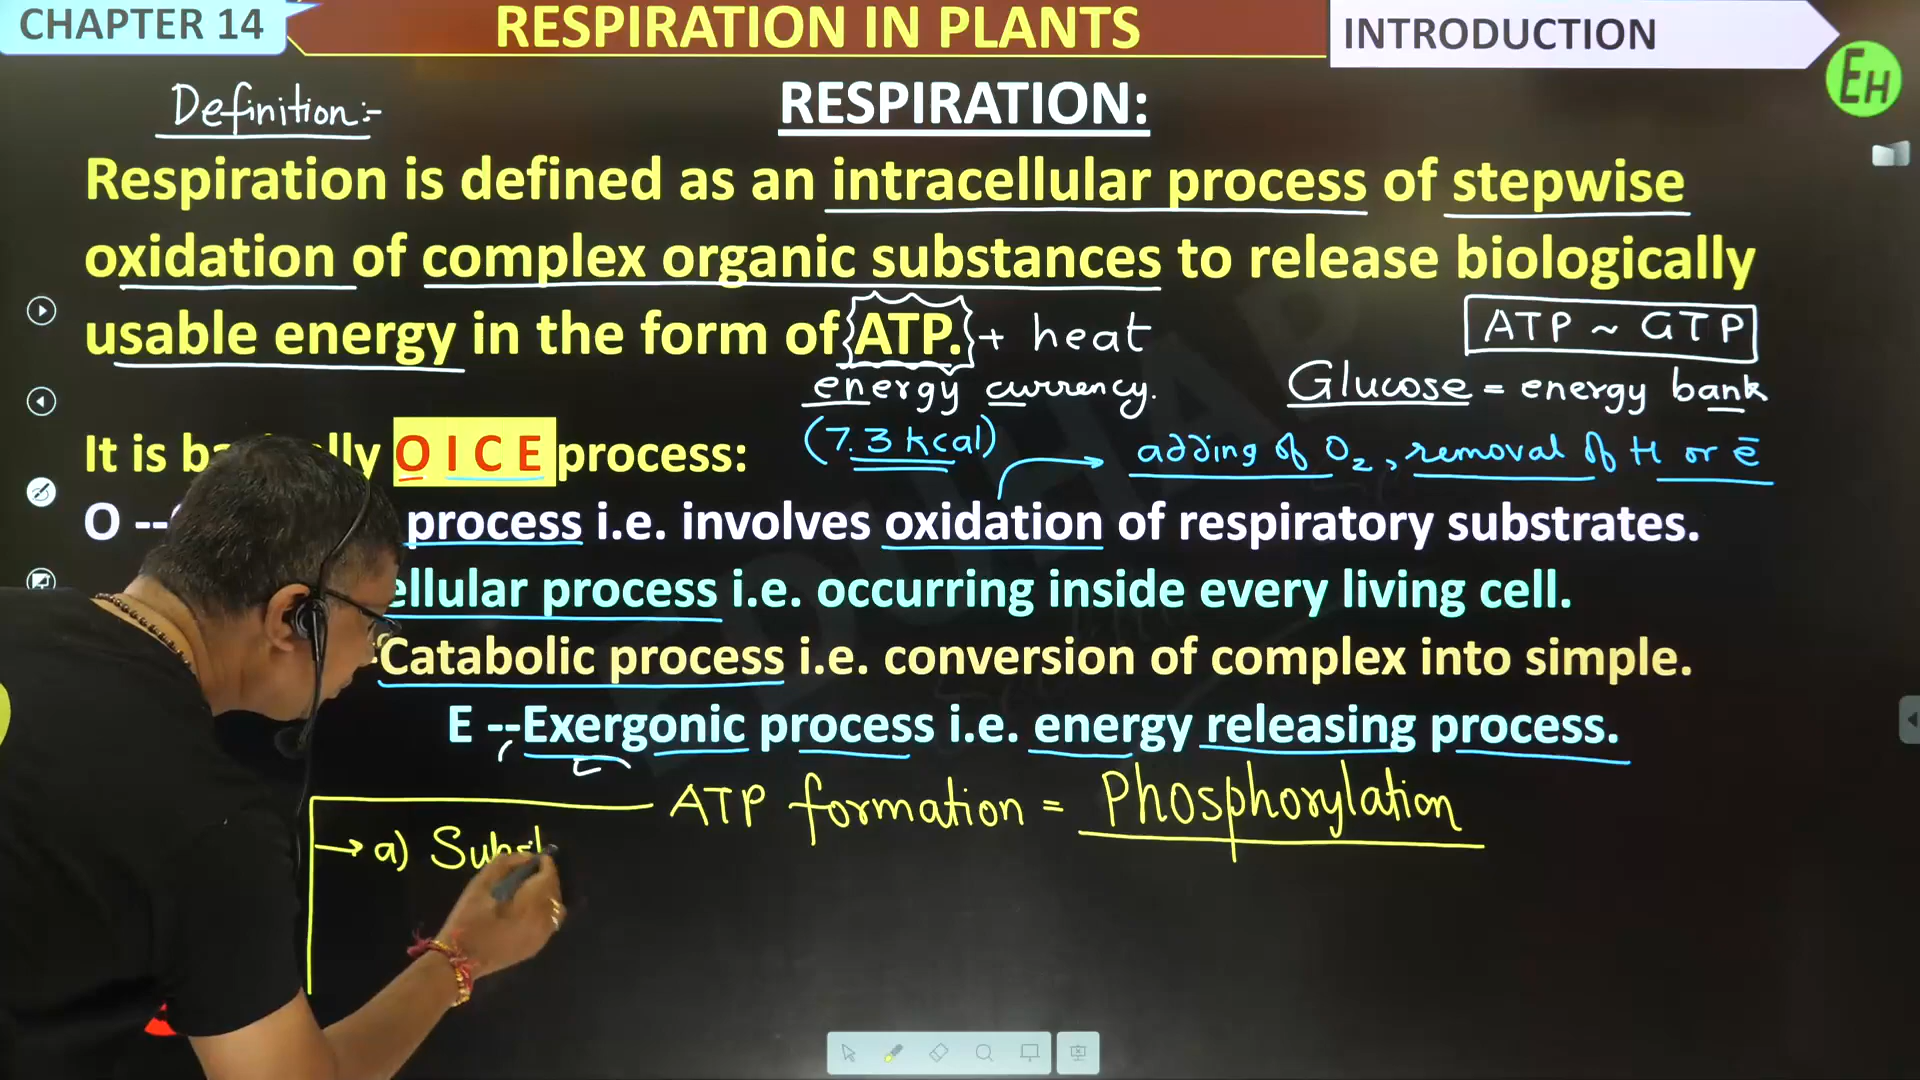 CHAPTER 14
RESPIRATION IN PLANTS
INTRODUCTION
EH
Definition:-
RESPIRATION:
Respiration is defined as an intracellular process of stepwise
oxidation of complex organic substances to release biologically
usable energy in the form of ATP. + heat
ATP ~ GTP
energy currency.
Glucose = energy bank
It is OICE process:
(7.3 kcal)
adding of O₂, removal of H or ē
O -- process i.e. involves oxidation of respiratory substrates.
process i.e. occurring inside every living cell.
Catabolic process i.e. conversion of complex into simple.
E --Exergonic process i.e. energy releasing process.
ATP formation = Phosphorylation
→ a)